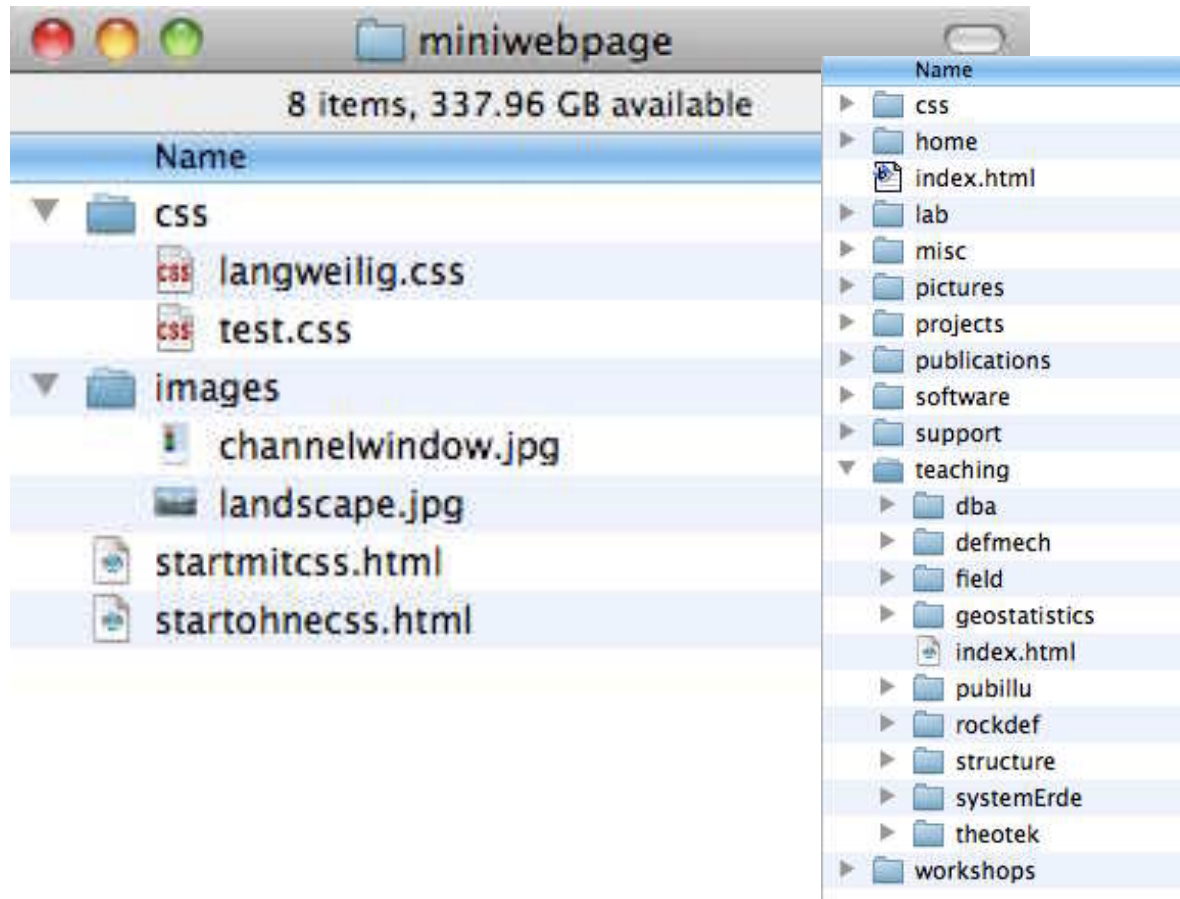 miniwebpage
8 items, 337.96 GB available
Name
css
langweilig.css
test.css
images
channelwindow.jpg
landscape.jpg
startmitcss.html
startohnecss.html
Name
css
home
index.html
lab
misc
pictures
projects
publications
software
support
teaching
dba
defmech
field
geostatistics
index.html
pubillu
rockdef
structure
systemErde
theotek
workshops